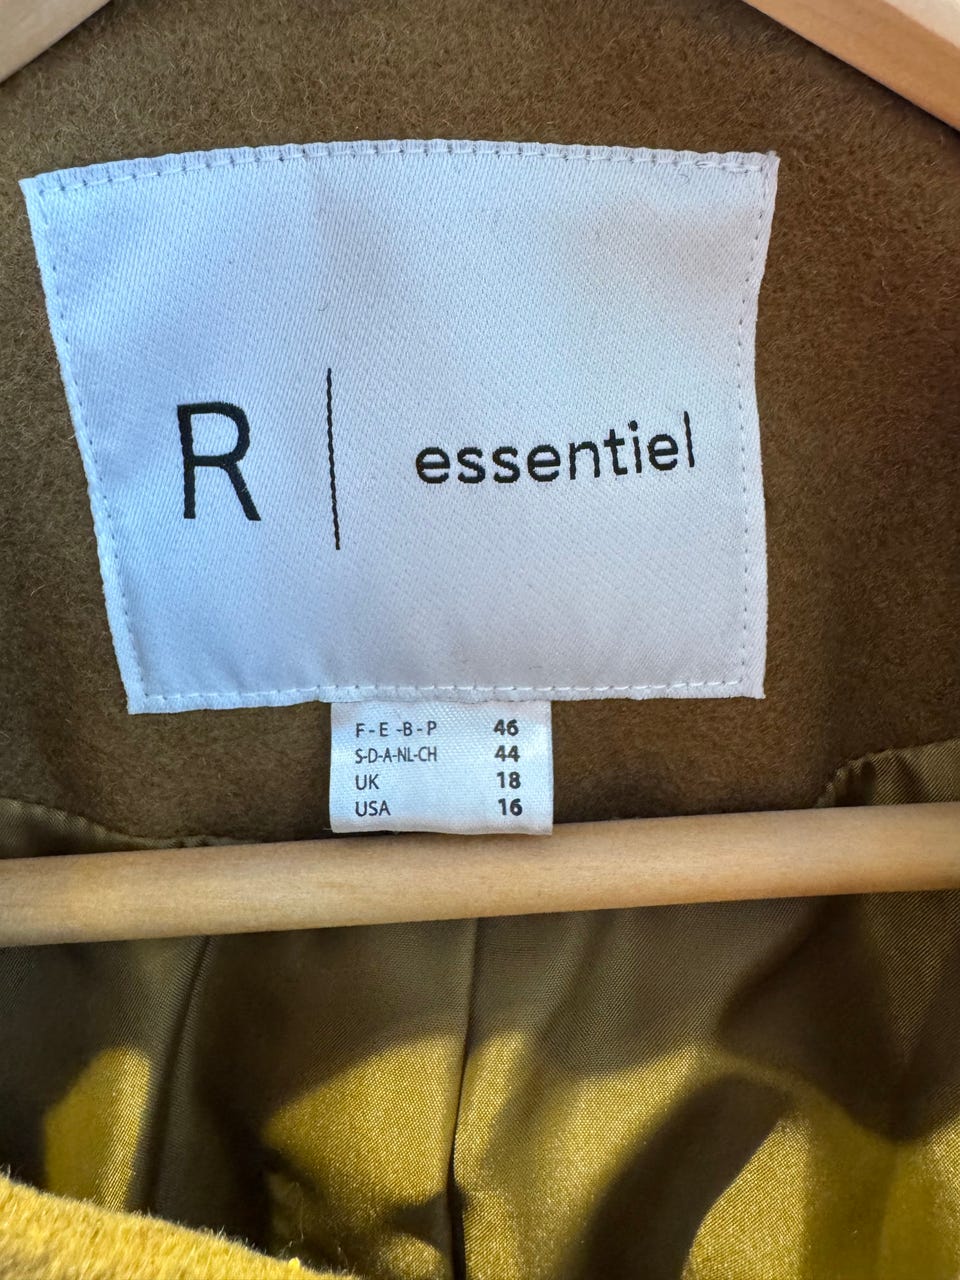 R | essentiel
F-E -B-P 46
S-D-A-NL-CH 44
UK 18
USA 16